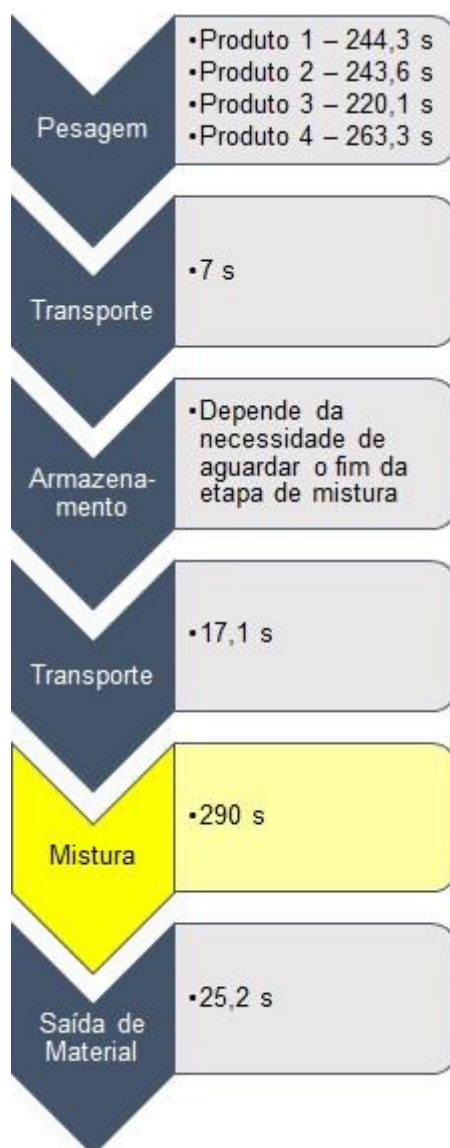 Pesagem
•Produto 1 – 244,3 s
•Produto 2 – 243,6 s
•Produto 3 – 220,1 s
•Produto 4 – 263,3 s
Transporte
•7 s
Armazena-
mento
•Depende da
necessidade de
aguardar o fim da
etapa de mistura
Transporte
•17,1 s
Mistura
•290 s
Saída de
Material
•25,2 s